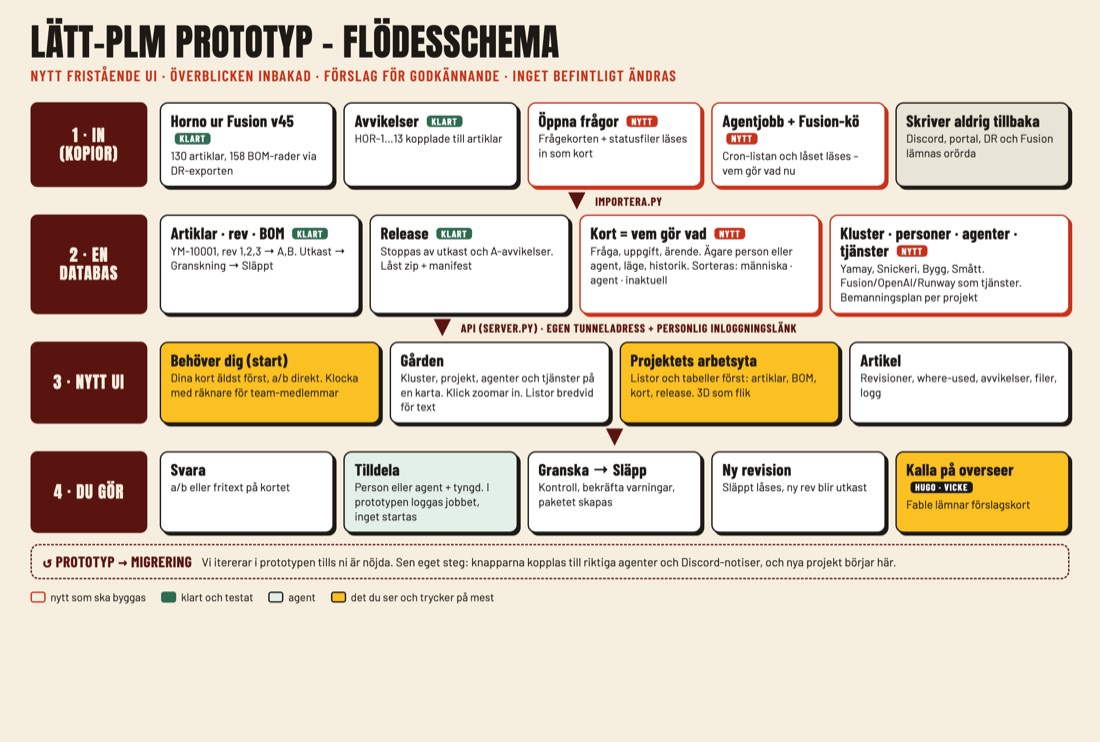 LÄTT-PLM PROTOTYP - FLÖDESSCHEMA
NYTT FRISTÅENDE UI · ÖVERBLICKEN INBAKAD · FÖRSLAG FÖR GODKÄNNANDE · INGET BEFINTLIGT ÄNDRAS
1 · IN
(KOPIOR)
Horno ur Fusion v45
KLART
130 artiklar, 158 BOM-rader via
DR-exporten
Avvikelser KLART
HOR-1…13 kopplade till artiklar
Öppna frågor NYTT
Frågekorten + statusfiler läses
in som kort
Agentjobb + Fusion-kö
NYTT
Cron-listan och låset läses –
vem gör vad nu
Skriver aldrig tillbaka
Discord, portal, DR och Fusion
lämnas orörda
IMPORTERA.PY
2 · EN
DATABAS
Artiklar · rev · BOM KLART
YM-10001, rev 1,2,3 → A,B. Utkast →
Granskning → Släppt
Release KLART
Stoppas av utkast och A-avvikelser.
Låst zip + manifest
Kort = vem gör vad NYTT
Fråga, uppgift, ärende. Ägare person eller
agent, läge, historik. Sorteras: människa ·
agent · inaktuell
Kluster · personer · agenter ·
tjänster NYTT
Yamay, Snickeri, Bygg, Smått.
Fusion/OpenAI/Runway som tjänster.
Bemanningsplan per projekt
API (SERVER.PY) · EGEN TUNNELADRESS + PERSONLIG INLOGGNINGSLÄNK
3 · NYTT UI
Behöver dig (start)
Dina kort äldst först, a/b direkt. Klocka
med räknare för team-medlemmar
Gården
Kluster, projekt, agenter och tjänster på
en karta. Klick zoomar in. Listor bredvid
för text
Projektets arbetsyta
Listor och tabeller först: artiklar, BOM,
kort, release. 3D som flik
Artikel
Revisioner, where-used, avvikelser, filer,
logg
4 · DU GÖR
Svara
a/b eller fritext på kortet
Tilldela
Person eller agent + tyngd. I
prototypen loggas jobbet,
inget startas
Granska → Släpp
Kontroll, bekräfta varningar,
paketet skapas
Ny revision
Släppt låses, ny rev blir utkast
Kalla på overseer
HUGO · VICKE
Fable lämnar förslagskort
↺ PROTOTYP → MIGRERING Vi itererar i prototypen tills ni är nöjda. Sen eget steg: knapparna kopplas till riktiga agenter och Discord-notiser, och nya projekt börjar här.
nytt som ska byggas klart och testat agent det du ser och trycker på mest